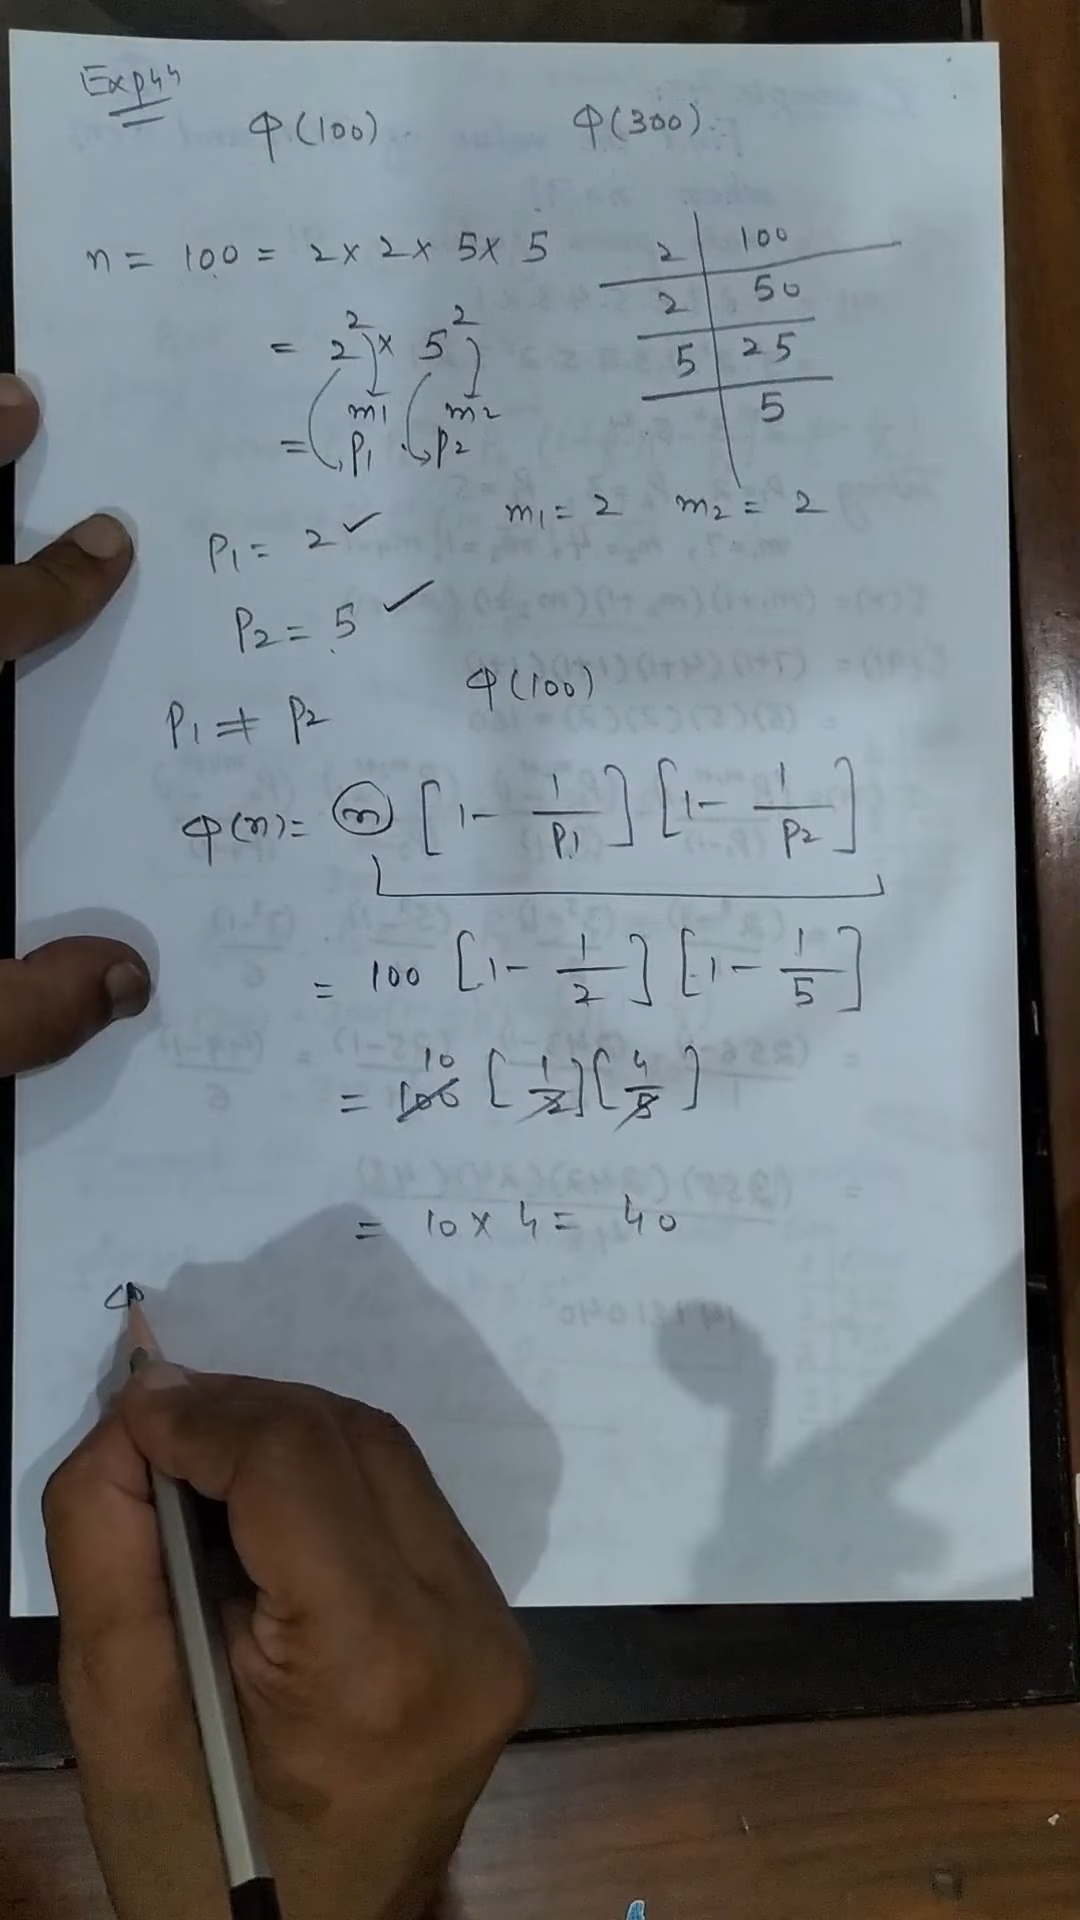 Exp44
φ(100) φ(300).
n = 100 = 2 x 2 x 5 x 5
2 | 100
2 | 50
5 | 25
5
= 2² x 5²
= p₁^m1 . p₂^m2
m₁ = 2 m₂ = 2
P₁ = 2 ✓
P₂ = 5 ✓
φ(100)
P₁ ≠ P₂
φ(n) = n [1 - 1/P₁] [1 - 1/P₂]
= 100 [1 - 1/2] [1 - 1/5]
10
= 100 [1/2] [4/5]
= 10 x 4 = 40
φ